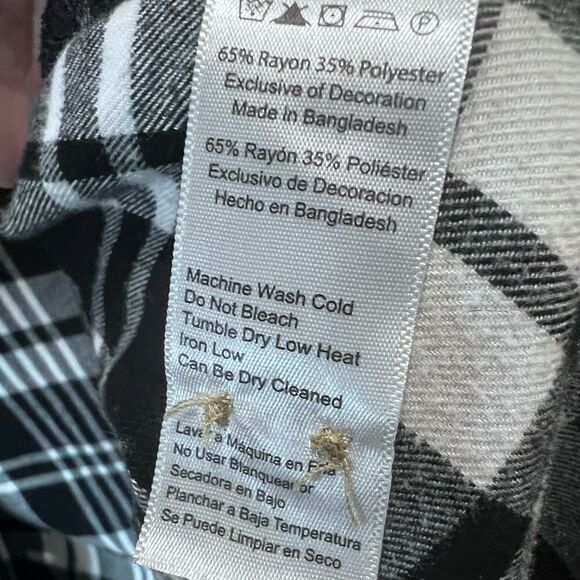 65% Rayon 35% Polyester
Exclusive of Decoration
Made in Bangladesh
65% Rayón 35% Poliéster
Exclusivo de Decoracion
Hecho en Bangladesh
Machine Wash Cold
Do Not Bleach
Tumble Dry Low Heat
Iron Low
Can Be Dry Cleaned
a Máquina en
No Usar
Secadora en Bajo
Planchar a Baja Temperatura
Se Puede Limpiar en Seco